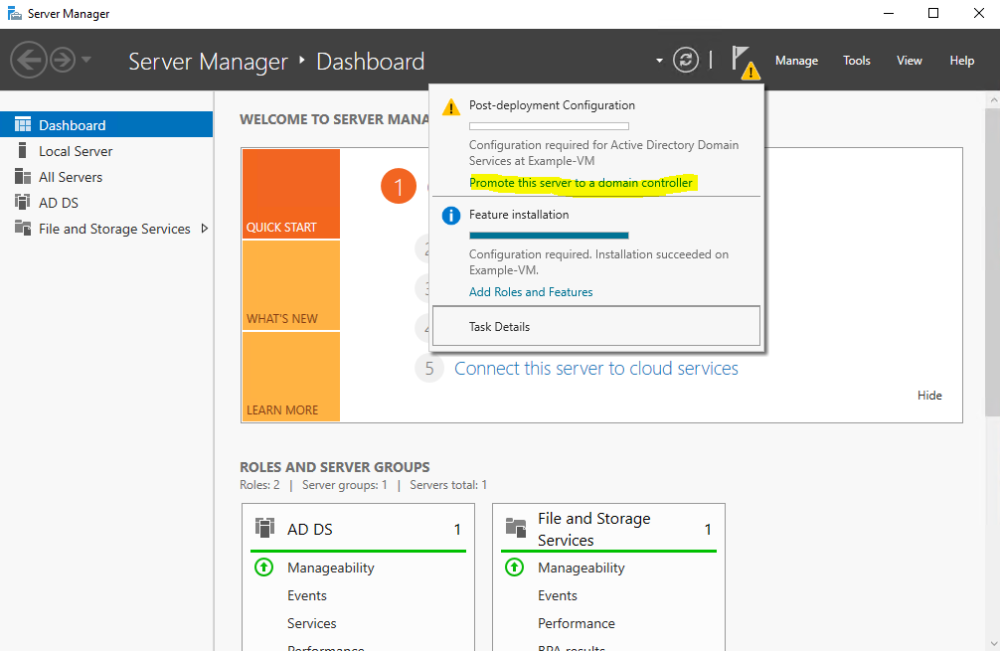 Server Manager
Server Manager
Dashboard
Manage
Tools
View
Help
Dashboard
Local Server
All Servers
AD DS
File and Storage Services
WELCOME TO SERVER MANA
QUICK START
WHAT'S NEW
LEARN MORE
1
Post-deployment Configuration
Configuration required for Active Directory Domain
Services at Example-VM
Promote this server to a domain controller
Feature installation
Configuration required. Installation succeeded on
Example-VM.
Add Roles and Features
Task Details
5 Connect this server to cloud services
Hide
ROLES AND SERVER GROUPS
Roles: 2 | Server groups: 1 | Servers total: 1
AD DS 1
Manageability
Events
Services
Performance
File and Storage
Services
1
Manageability
Events
Performance
BPA results